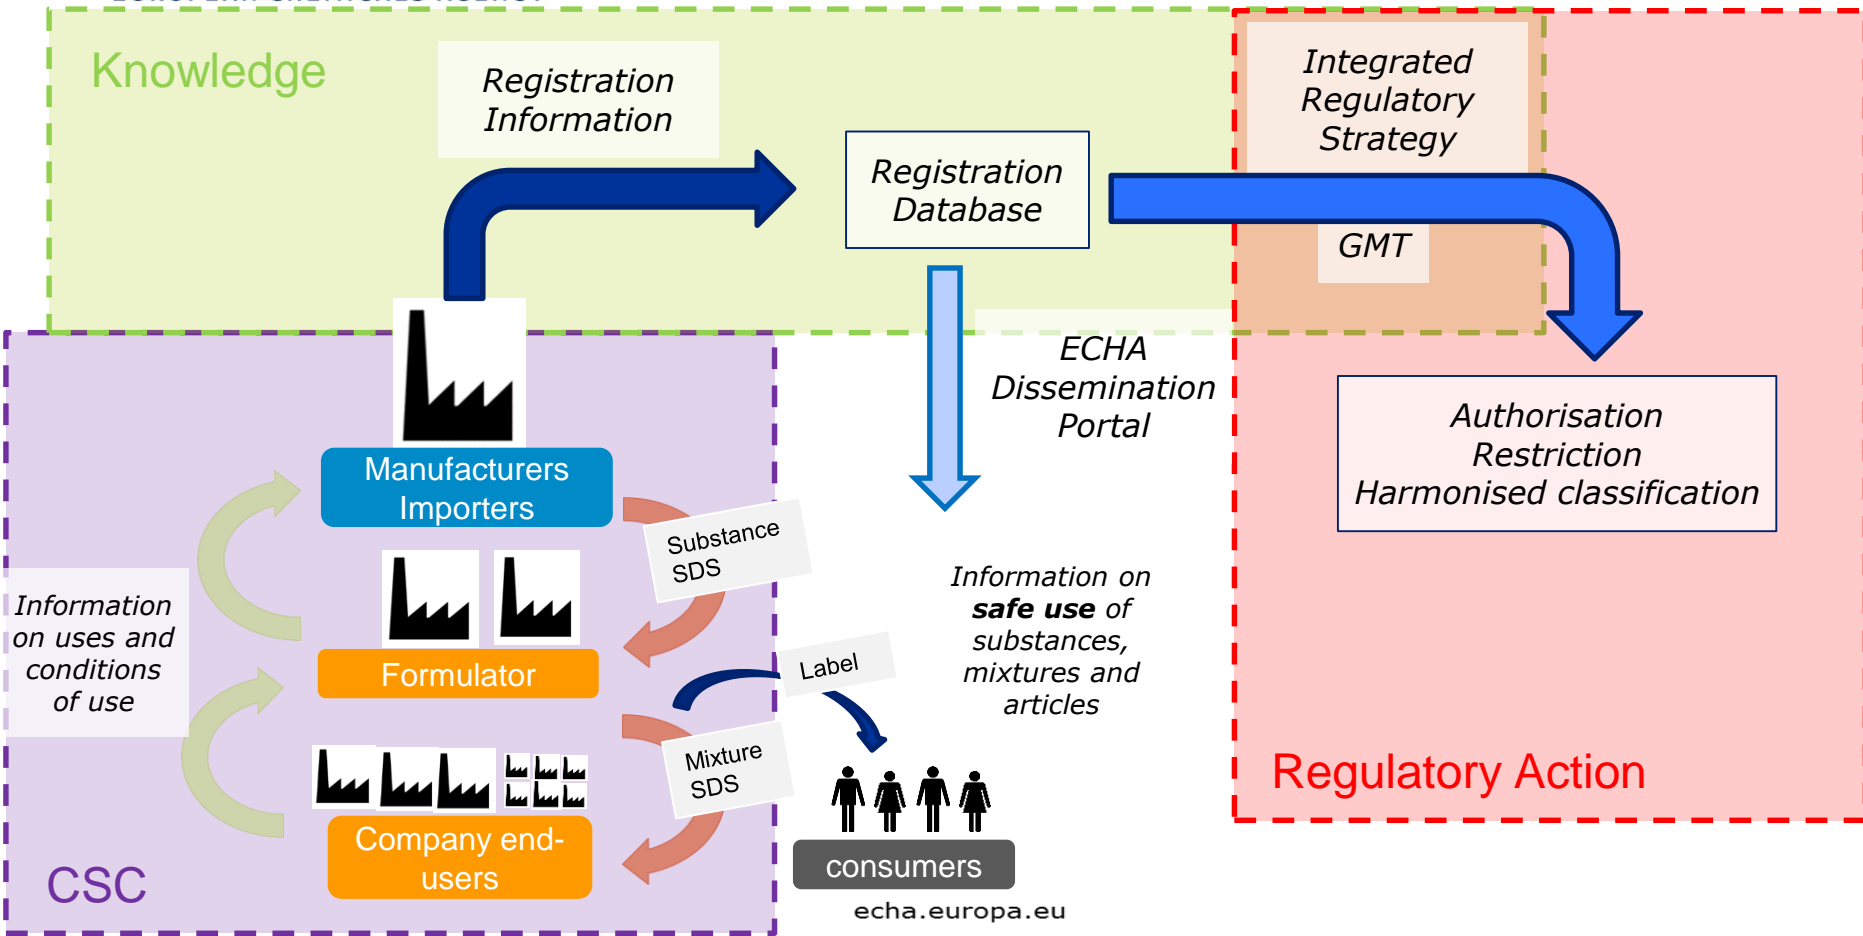 Knowledge
Registration
Information
Registration
Database
Integrated
Regulatory
Strategy
GMT
ECHA
Dissemination
Portal
Authorisation
Restriction
Harmonised classification
Manufacturers
Importers
Substance
SDS
Information
on uses and
conditions
of use
Formulator
Label
Information on
safe use of
substances,
mixtures and
articles
Mixture
SDS
Company end-
users
consumers
CSC
Regulatory Action
echa.europa.eu